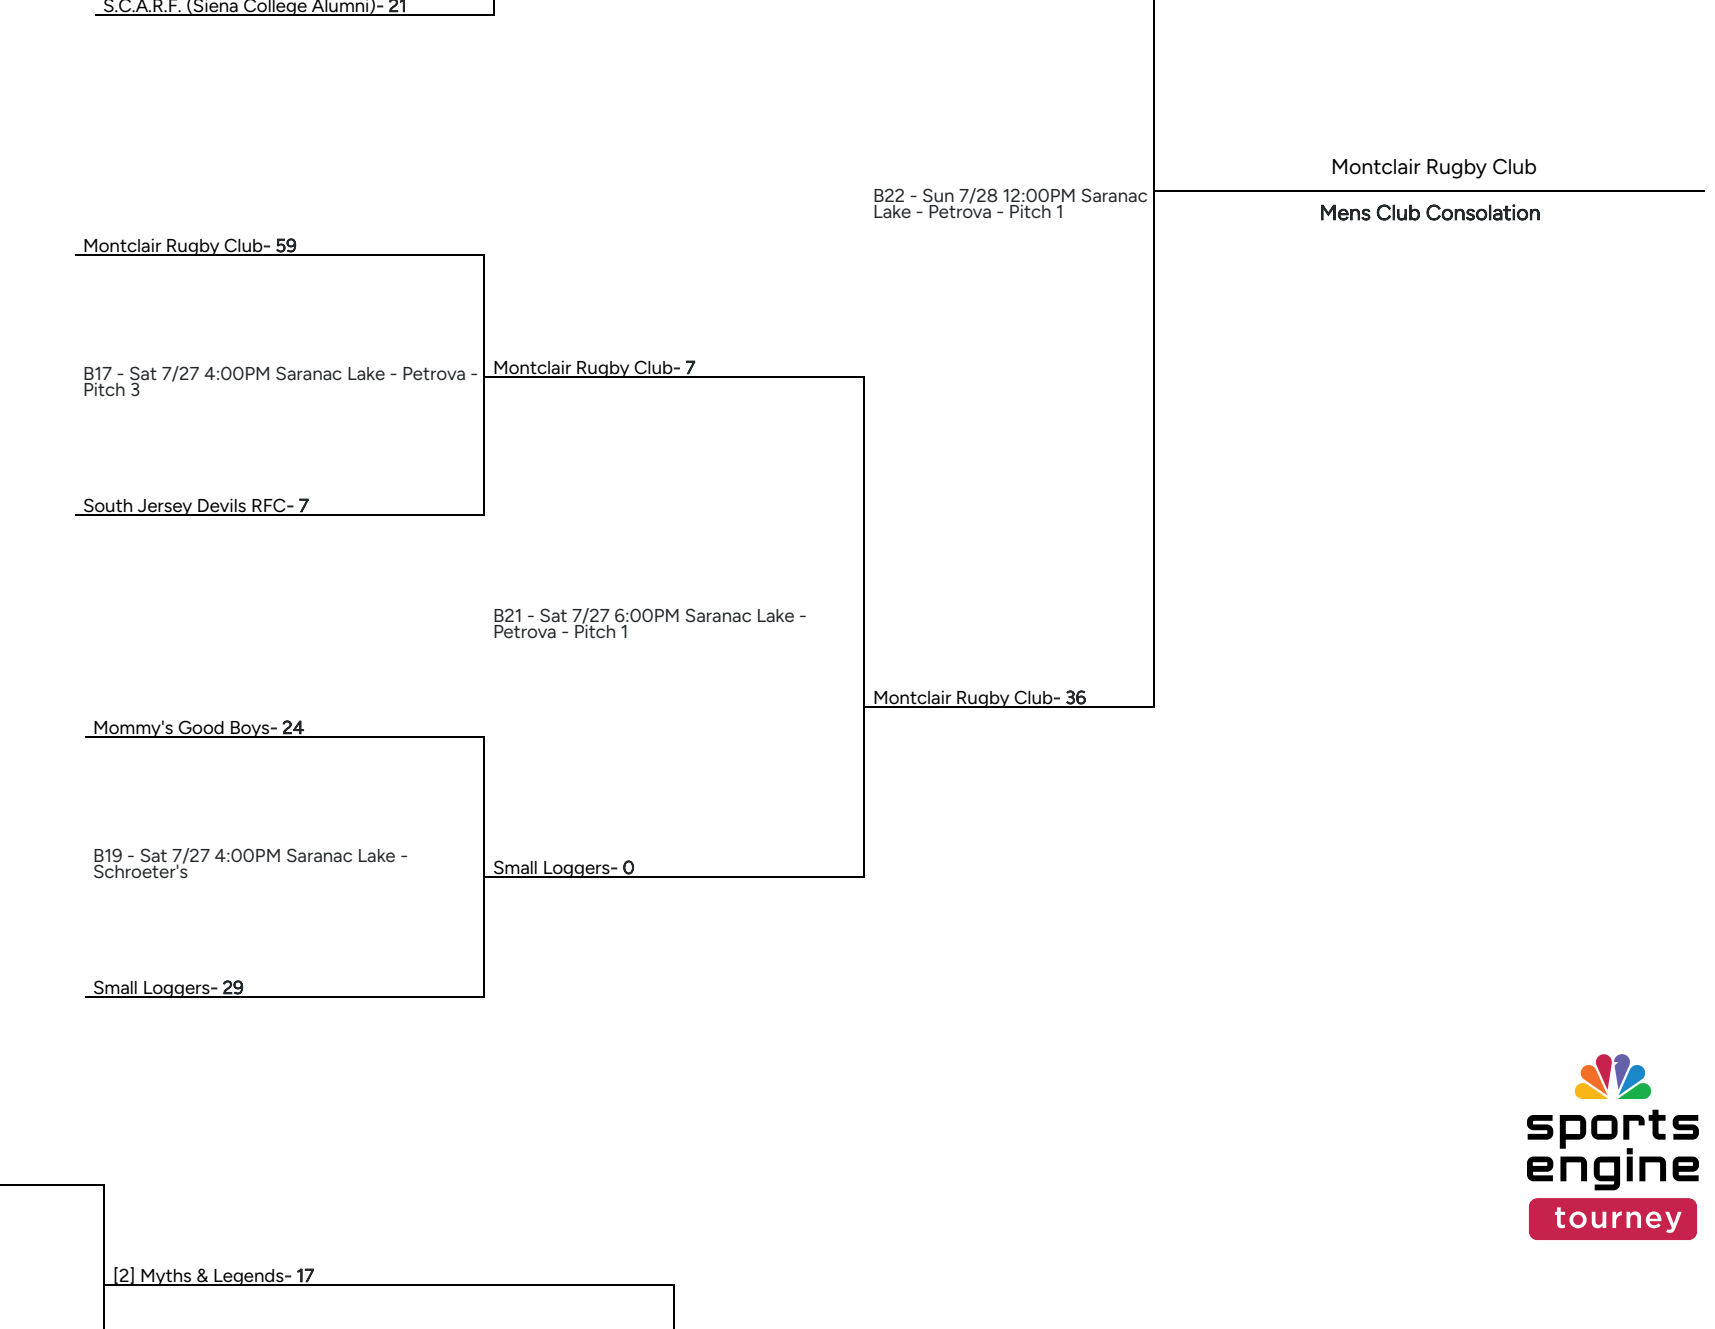 S.C.A.R.F. (Siena College Alumni)- 21
Montclair Rugby Club
B22 - Sun 7/28 12:00PM Saranac
Lake - Petrova - Pitch 1
Mens Club Consolation
Montclair Rugby Club- 59
Montclair Rugby Club- 7
B17 - Sat 7/27 4:00PM Saranac Lake - Petrova -
Pitch 3
South Jersey Devils RFC- 7
B21 - Sat 7/27 6:00PM Saranac Lake -
Petrova - Pitch 1
Montclair Rugby Club- 36
Mommy's Good Boys- 24
B19 - Sat 7/27 4:00PM Saranac Lake -
Schroeter's
Small Loggers- 0
Small Loggers- 29
sports
engine
tourney
[2] Myths & Legends- 17